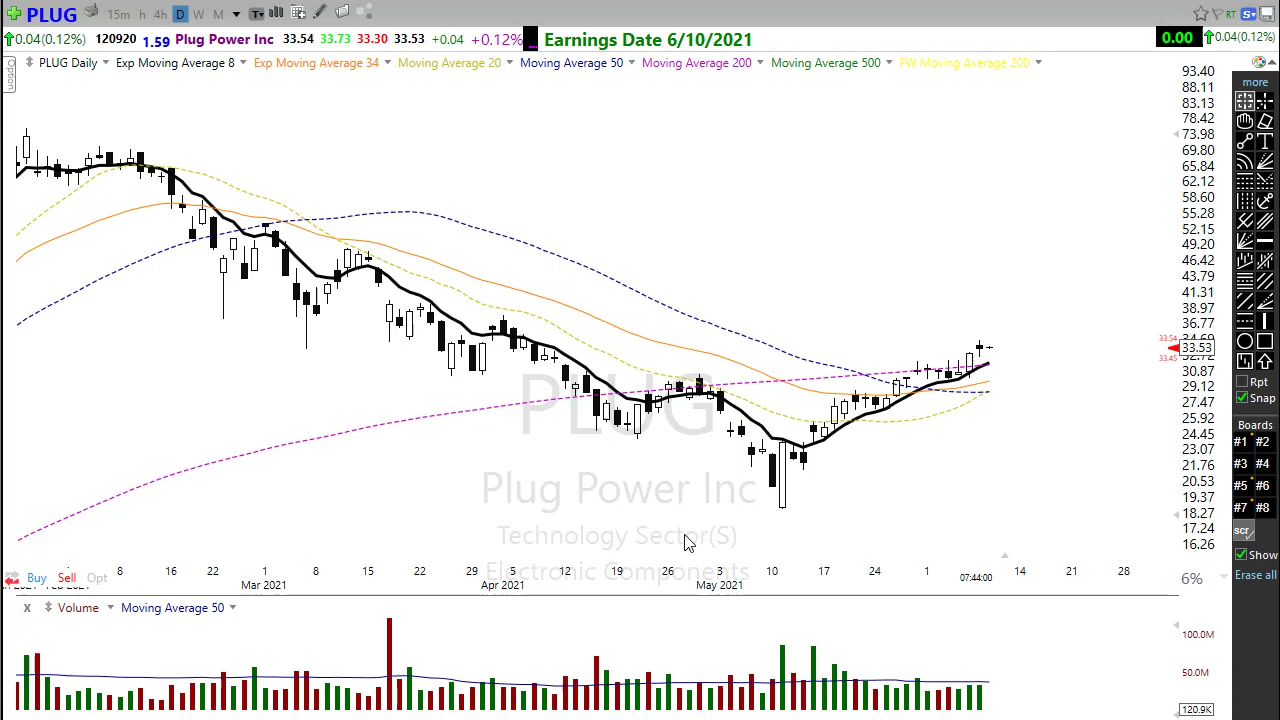 PLUG 15m h 4h D W M T RT S
0.04(0.12%) 120920 1.59 Plug Power Inc 33.54 33.73 33.30 33.53 +0.04 +0.12% Earnings Date 6/10/2021 0.00 0.04(0.12%)
Option PLUG Daily Exp Moving Average 8 Exp Moving Average 34 Moving Average 20 Moving Average 50 Moving Average 200 Moving Average 500 FW Moving Average 200
93.40
88.11
83.13
78.42
73.98
69.80
65.84
62.12
58.60
55.28
52.15
49.20
46.42
43.79
41.31
38.97
36.77
33.54
33.53
33.45
30.87
29.12
27.47
25.92
24.45
23.07
21.76
20.53
19.37
18.27
17.24
16.26
more
T
Rpt
Snap
Boards
#1 #2
#3 #4
#5 #6
#7 #8
scr
Show
Erase all
PLUG
Plug Power Inc
Technology Sector(S)
Electronic Components
Buy Sell Opt
8 16 22 1 8 15 22 29 5 12 19 26 3 10 17 24 1 07:44:00 14 21 28
Mar 2021 Apr 2021 May 2021
6%
x Volume Moving Average 50
100.0M
50.0M
120.9K